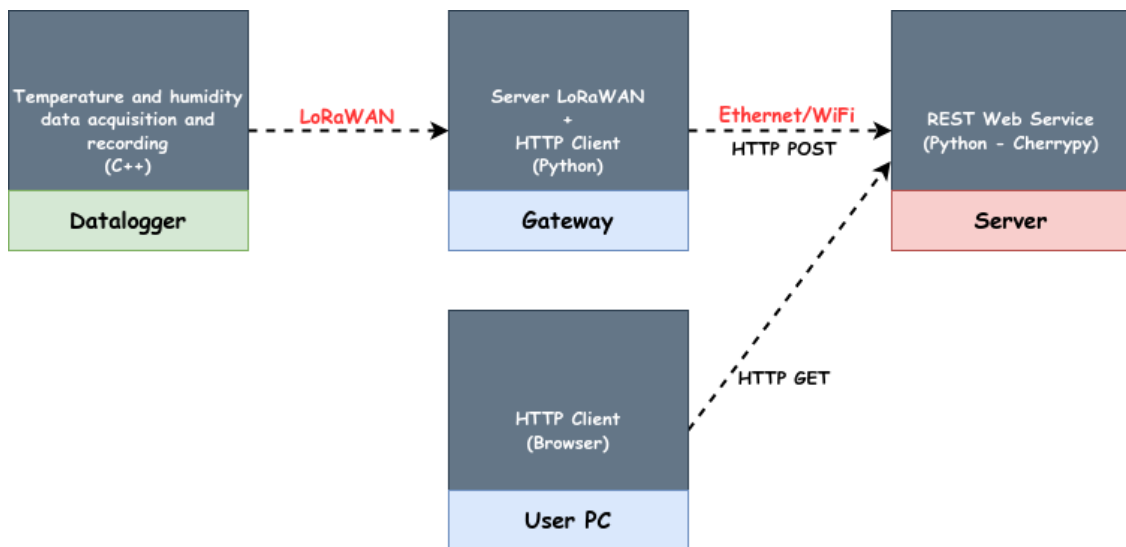 Temperature and humidity
data acquisition and
recording
(C++)
Datalogger
LoRaWAN
Server LoRaWAN
+
HTTP Client
(Python)
Gateway
Ethernet/WiFi
HTTP POST
REST Web Service
(Python - Cherrypy)
Server
HTTP GET
HTTP Client
(Browser)
User PC